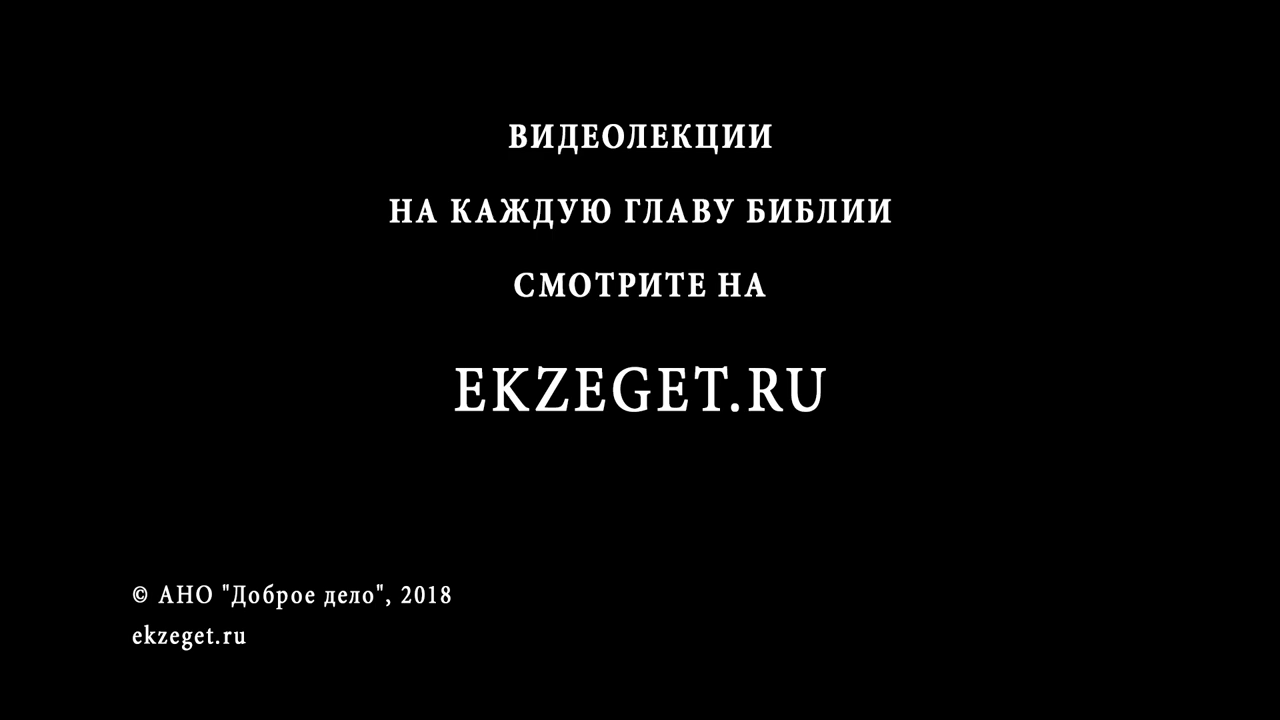 ВИДЕОЛЕКЦИИ
НА КАЖДУЮ ГЛАВУ БИБЛИИ
СМОТРИТЕ НА
EKZEGET.RU
© АНО "Доброе дело", 2018
ekzeget.ru